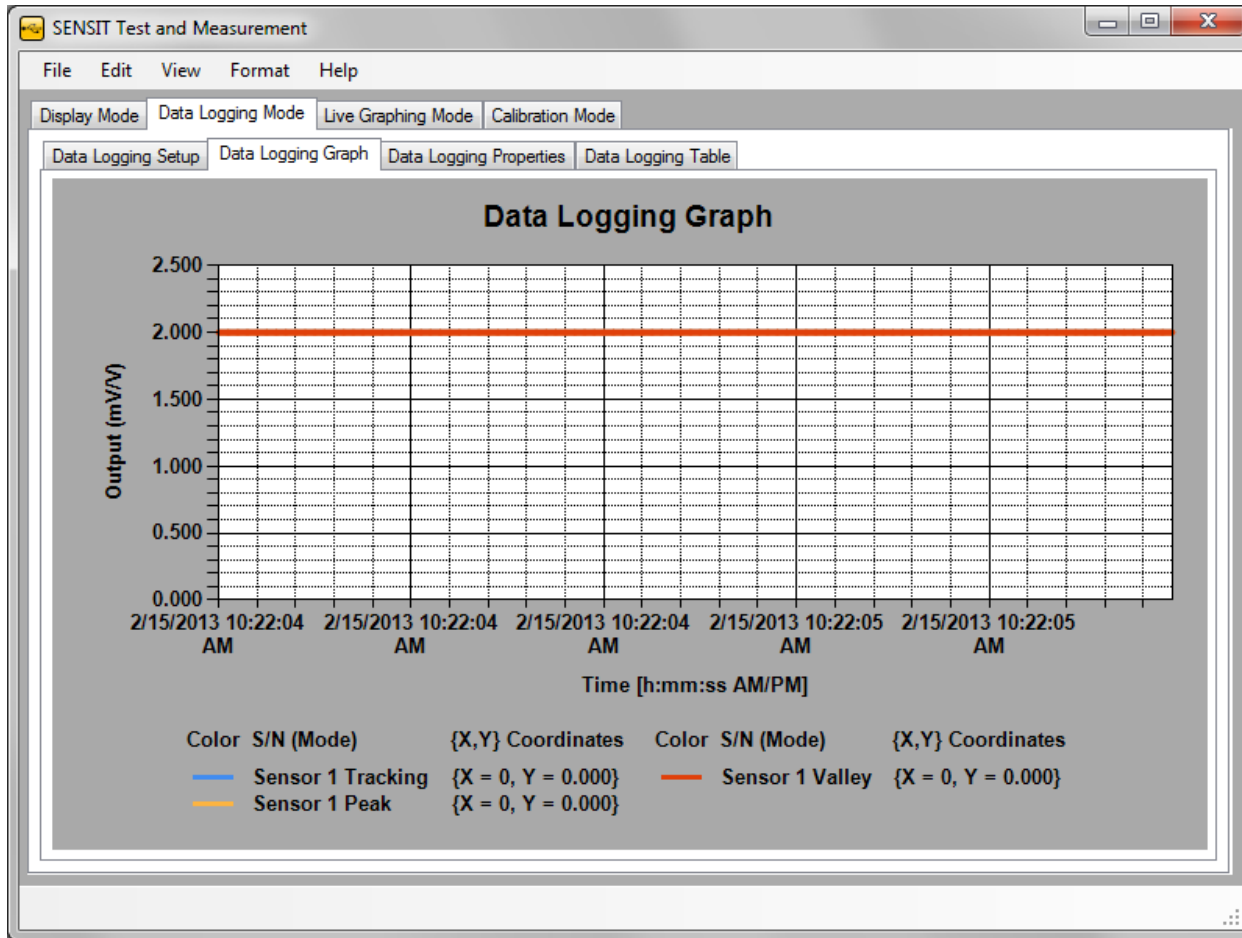 SENSIT Test and Measurement
File Edit View Format Help
Display Mode Data Logging Mode Live Graphing Mode Calibration Mode
Data Logging Setup Data Logging Graph Data Logging Properties Data Logging Table
Data Logging Graph
2.500
2.000
1.500
1.000
0.500
0.000
Output (mV/V)
2/15/2013 10:22:04 2/15/2013 10:22:04 2/15/2013 10:22:04 2/15/2013 10:22:05 2/15/2013 10:22:05
AM AM AM AM AM
Time [h:mm:ss AM/PM]
Color S/N (Mode) {X,Y} Coordinates Color S/N (Mode) {X,Y} Coordinates
Sensor 1 Tracking {X = 0, Y = 0.000} Sensor 1 Valley {X = 0, Y = 0.000}
Sensor 1 Peak {X = 0, Y = 0.000}